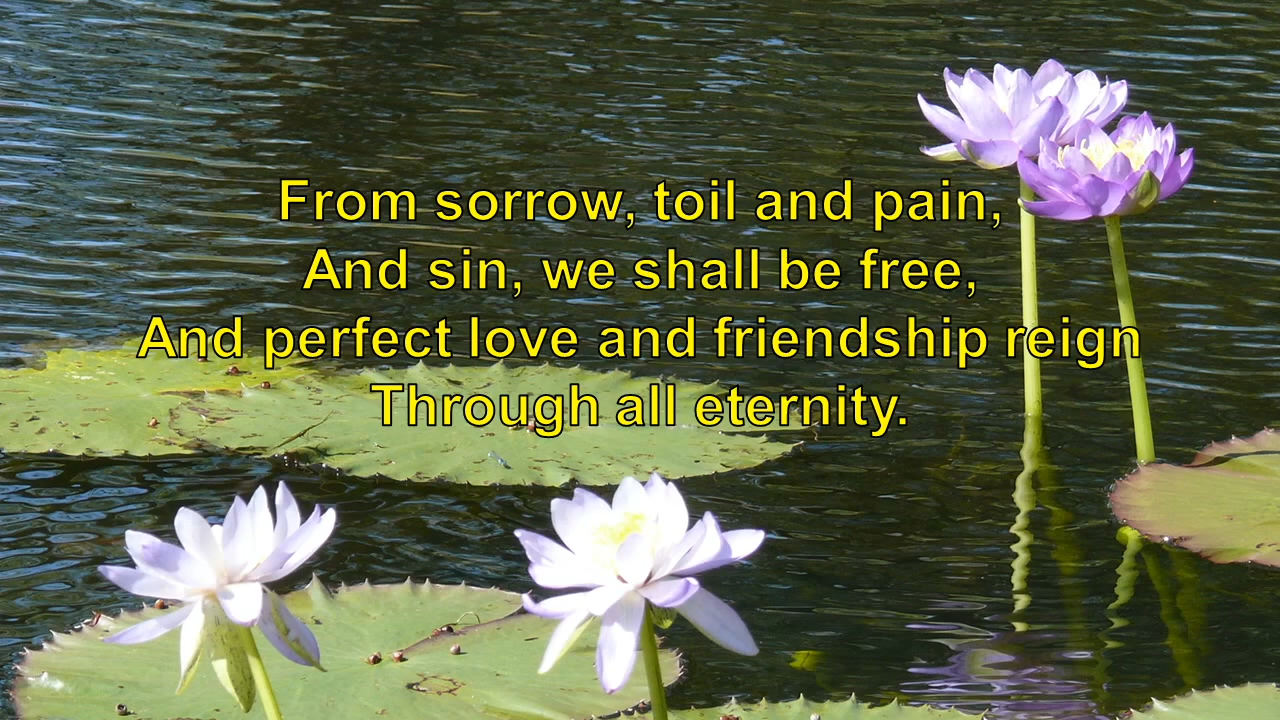 From sorrow, toil and pain,
And sin, we shall be free,
And perfect love and friendship reign
Through all eternity.